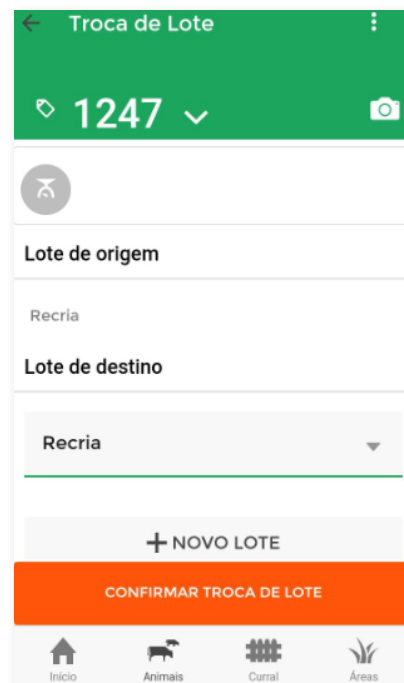 Troca de Lote
1247
Lote de origem
Recria
Lote de destino
Recria
+ NOVO LOTE
CONFIRMAR TROCA DE LOTE
Início Animais Curral Áreas